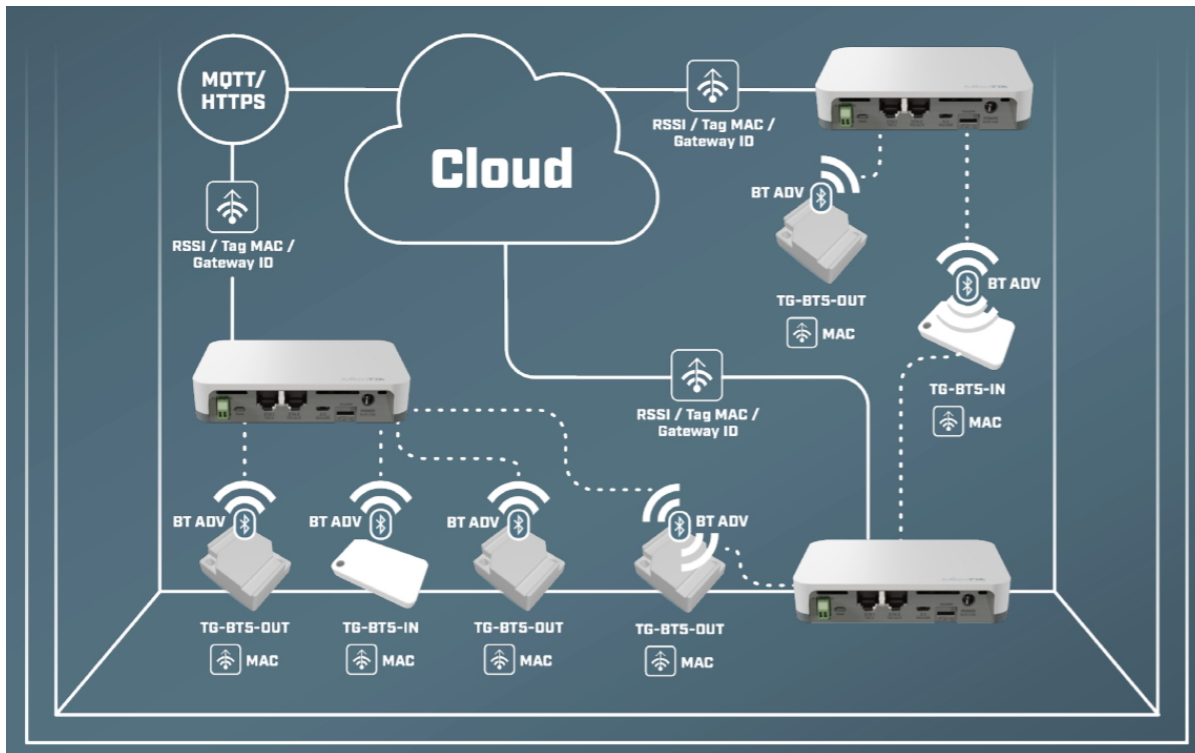 MQTT/
HTTPS
Cloud
RSSI / Tag MAC /
Gateway ID
BT ADV
TG-BT5-OUT
MAC
BT ADV
TG-BT5-IN
MAC
RSSI / Tag MAC /
Gateway ID
RSSI / Tag MAC /
Gateway ID
BT ADV
BT ADV
BT ADV
BT ADV
TG-BT5-OUT
TG-BT5-IN
TG-BT5-OUT
TG-BT5-OUT
MAC
MAC
MAC
MAC